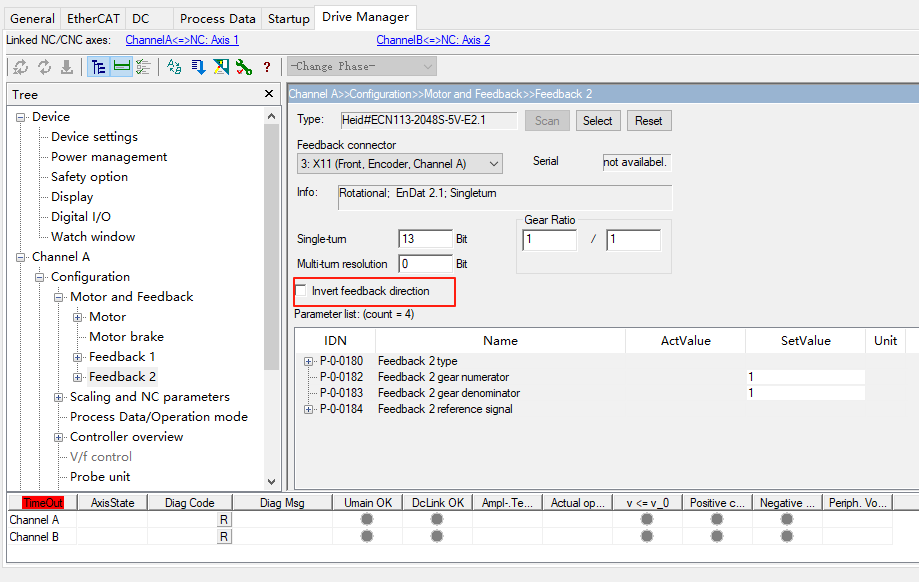 General EtherCAT DC Process Data Startup Drive Manager
Linked NC/CNC axes: ChannelA<=>NC: Axis 1 ChannelB<=>NC: Axis 2
? -Change Phase-
Tree
Device
Device settings
Power management
Safety option
Display
Digital I/O
Watch window
Channel A
Configuration
Motor and Feedback
Motor
Motor brake
Feedback 1
Feedback 2
Scaling and NC parameters
Process Data/Operation mode
Controller overview
V/f control
Probe unit
Channel A>>Configuration>>Motor and Feedback>>Feedback 2
Type: Heid#ECN113-2048S-5V-E2.1 Scan Select Reset
Feedback connector
3: X11 (Front, Encoder, Channel A) Serial not availabel.
Info: Rotational; EnDat 2.1; Singleturn
Gear Ratio
Single-turn 13 Bit 1 / 1
Multi-turn resolution 0 Bit
Invert feedback direction
Parameter list: (count = 4)
IDN Name ActValue SetValue Unit
P-0-0180 Feedback 2 type
P-0-0182 Feedback 2 gear numerator 1
P-0-0183 Feedback 2 gear denominator 1
P-0-0184 Feedback 2 reference signal
TimeOut AxisState Diag Code Diag Msg Umain OK DcLink OK Ampl.-Te... Actual op... v <= v_0 Positive c... Negative ... Periph. Vo...
Channel A R
Channel B R